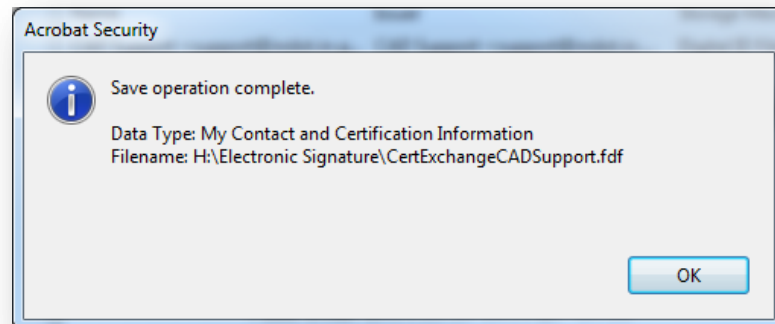 Acrobat Security
Save operation complete.
Data Type: My Contact and Certification Information
Filename: H:\Electronic Signature\CertExchangeCADSupport.fdf
OK